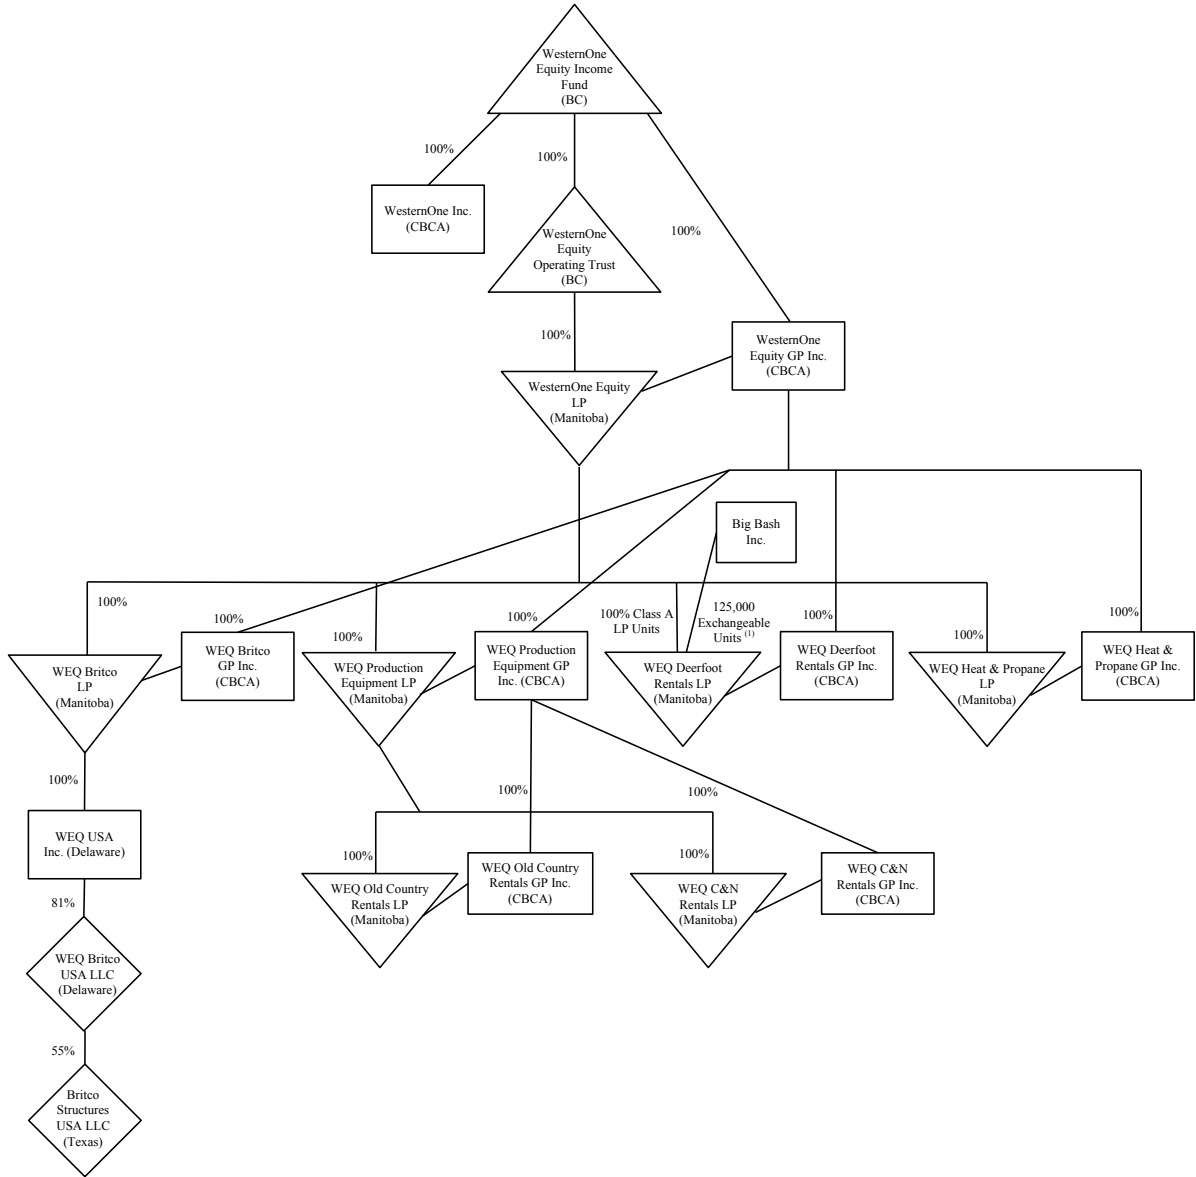 WesternOne
Equity Income
Fund
(BC)
100%
100%
WesternOne Inc.
(CBCA)
WesternOne
Equity
Operating Trust
(BC)
100%
100%
WesternOne
Equity GP Inc.
(CBCA)
WesternOne Equity
LP
(Manitoba)
Big Bash
Inc.
100%
100%
100%
100%
100% Class A
LP Units
125,000
Exchangeable
Units (1)
100%
100%
100%
WEQ Britco
LP
(Manitoba)
WEQ Britco
GP Inc.
(CBCA)
WEQ Production
Equipment LP
(Manitoba)
WEQ Production
Equipment GP
Inc. (CBCA)
WEQ Deerfoot
Rentals LP
(Manitoba)
WEQ Deerfoot
Rentals GP Inc.
(CBCA)
WEQ Heat & Propane
LP
(Manitoba)
WEQ Heat &
Propane GP Inc.
(CBCA)
100%
100%
100%
WEQ USA
Inc. (Delaware)
100%
100%
WEQ Old Country
Rentals LP
(Manitoba)
WEQ Old Country
Rentals GP Inc.
(CBCA)
WEQ C&N
Rentals LP
(Manitoba)
WEQ C&N
Rentals GP Inc.
(CBCA)
81%
WEQ Britco
USA LLC
(Delaware)
55%
Britco
Structures
USA LLC
(Texas)